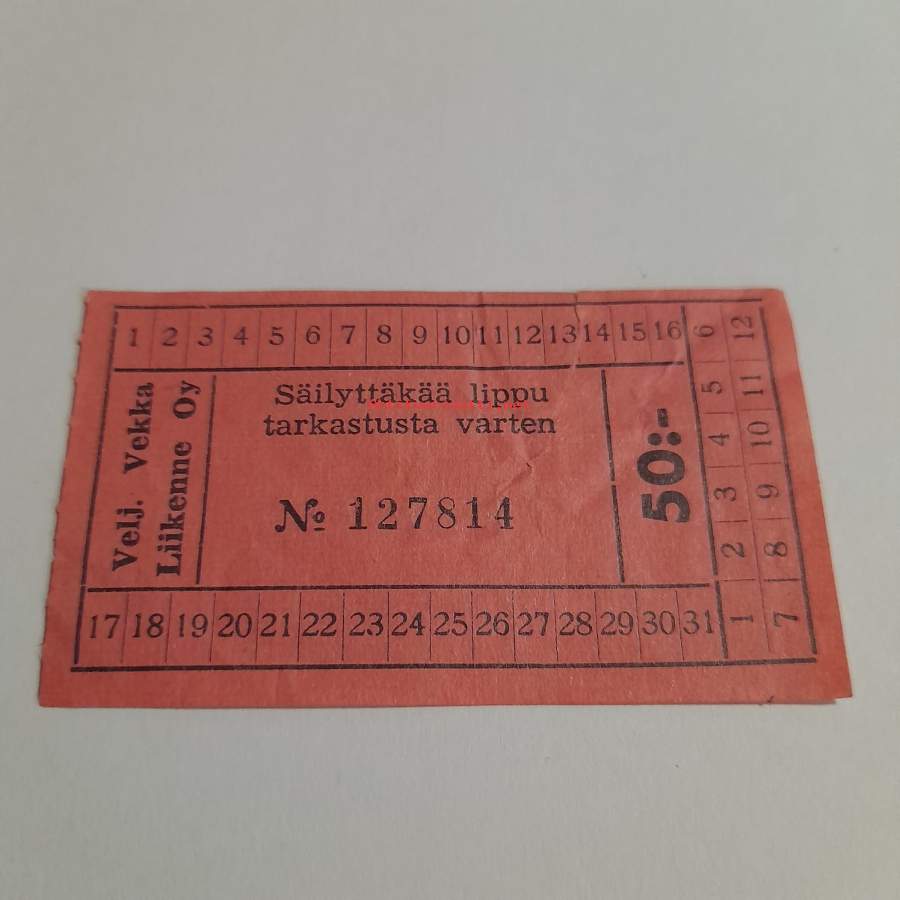 1 2 3 4 5 6 7 8 9 10 11 12 13 14 15 16
Velj. Vekka
Liikenne Oy
Säilyttäkää lippu
tarkastusta varten
№ 127814
50:-
17 18 19 20 21 22 23 24 25 26 27 28 29 30 31
1 2 3 4 5 6
7 8 9 10 11 12